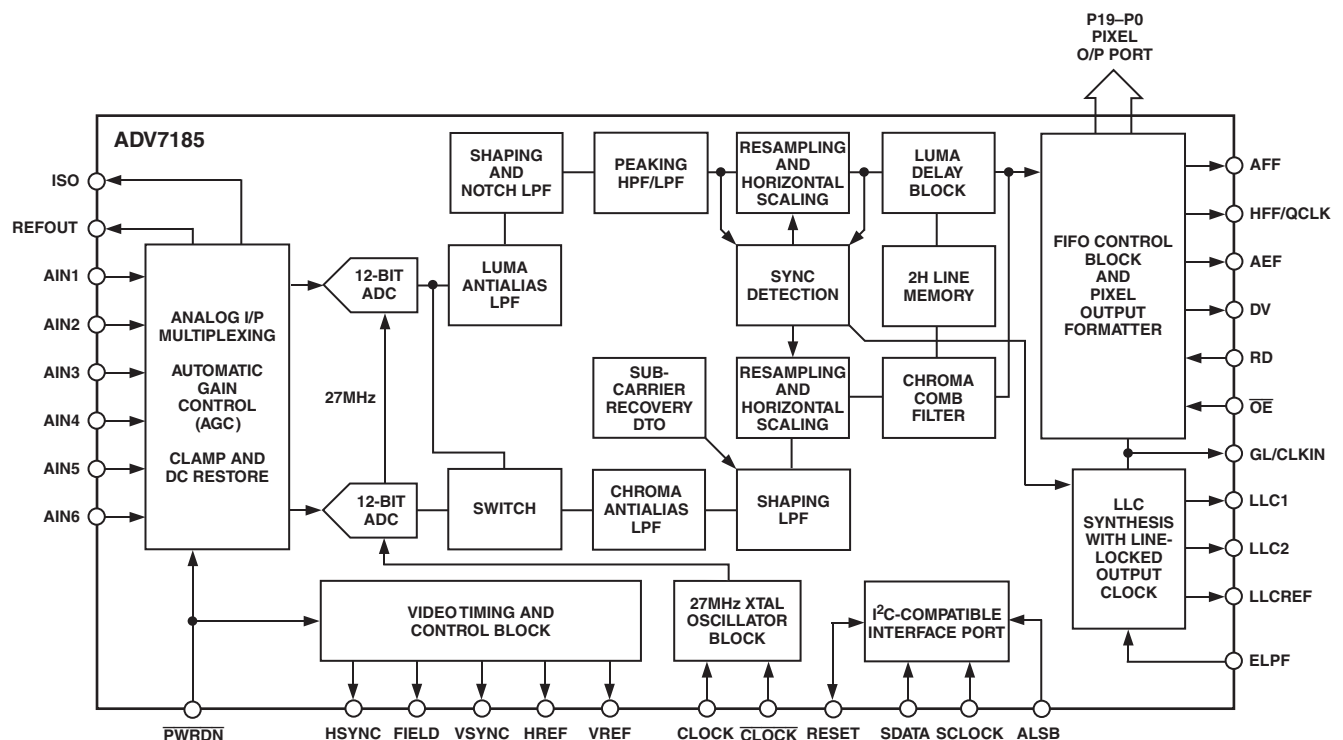 P19–P0
PIXEL
O/P PORT
ADV7185
ISO
REFOUT
AIN1
AIN2
AIN3
AIN4
AIN5
AIN6
ANALOG I/P
MULTIPLEXING
AUTOMATIC
GAIN
CONTROL
(AGC)
CLAMP AND
DC RESTORE
12-BIT
ADC
27MHz
12-BIT
ADC
SHAPING
AND
NOTCH LPF
LUMA
ANTIALIAS
LPF
PEAKING
HPF/LPF
RESAMPLING
AND
HORIZONTAL
SCALING
LUMA
DELAY
BLOCK
SYNC
DETECTION
2H LINE
MEMORY
SUB-
CARRIER
RECOVERY
DTO
RESAMPLING
AND
HORIZONTAL
SCALING
CHROMA
COMB
FILTER
SWITCH
CHROMA
ANTIALIAS
LPF
SHAPING
LPF
FIFO CONTROL
BLOCK
AND
PIXEL
OUTPUT
FORMATTER
LLC
SYNTHESIS
WITH LINE-
LOCKED
OUTPUT
CLOCK
AFF
HFF/QCLK
AEF
DV
RD
OE
GL/CLKIN
LLC1
LLC2
LLCREF
ELPF
VIDEO TIMING AND
CONTROL BLOCK
27MHz XTAL
OSCILLATOR
BLOCK
I²C-COMPATIBLE
INTERFACE PORT
PWRDN
HSYNC
FIELD
VSYNC
HREF
VREF
CLOCK
CLOCK
RESET
SDATA
SCLOCK
ALSB